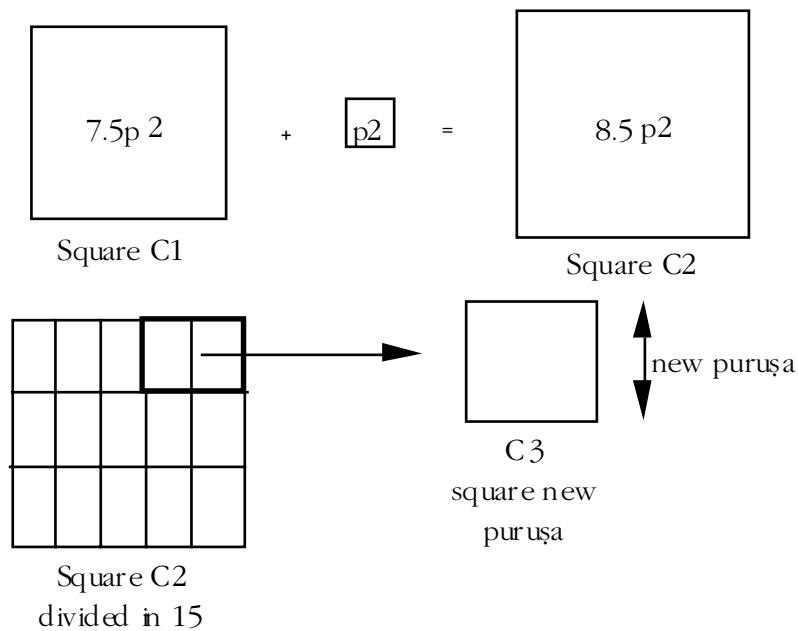 7.5p 2
+
p2
=
8.5 p2
Square C1
Square C2
new puruṣa
C3
square new
puruṣa
Square C2
divided in 15